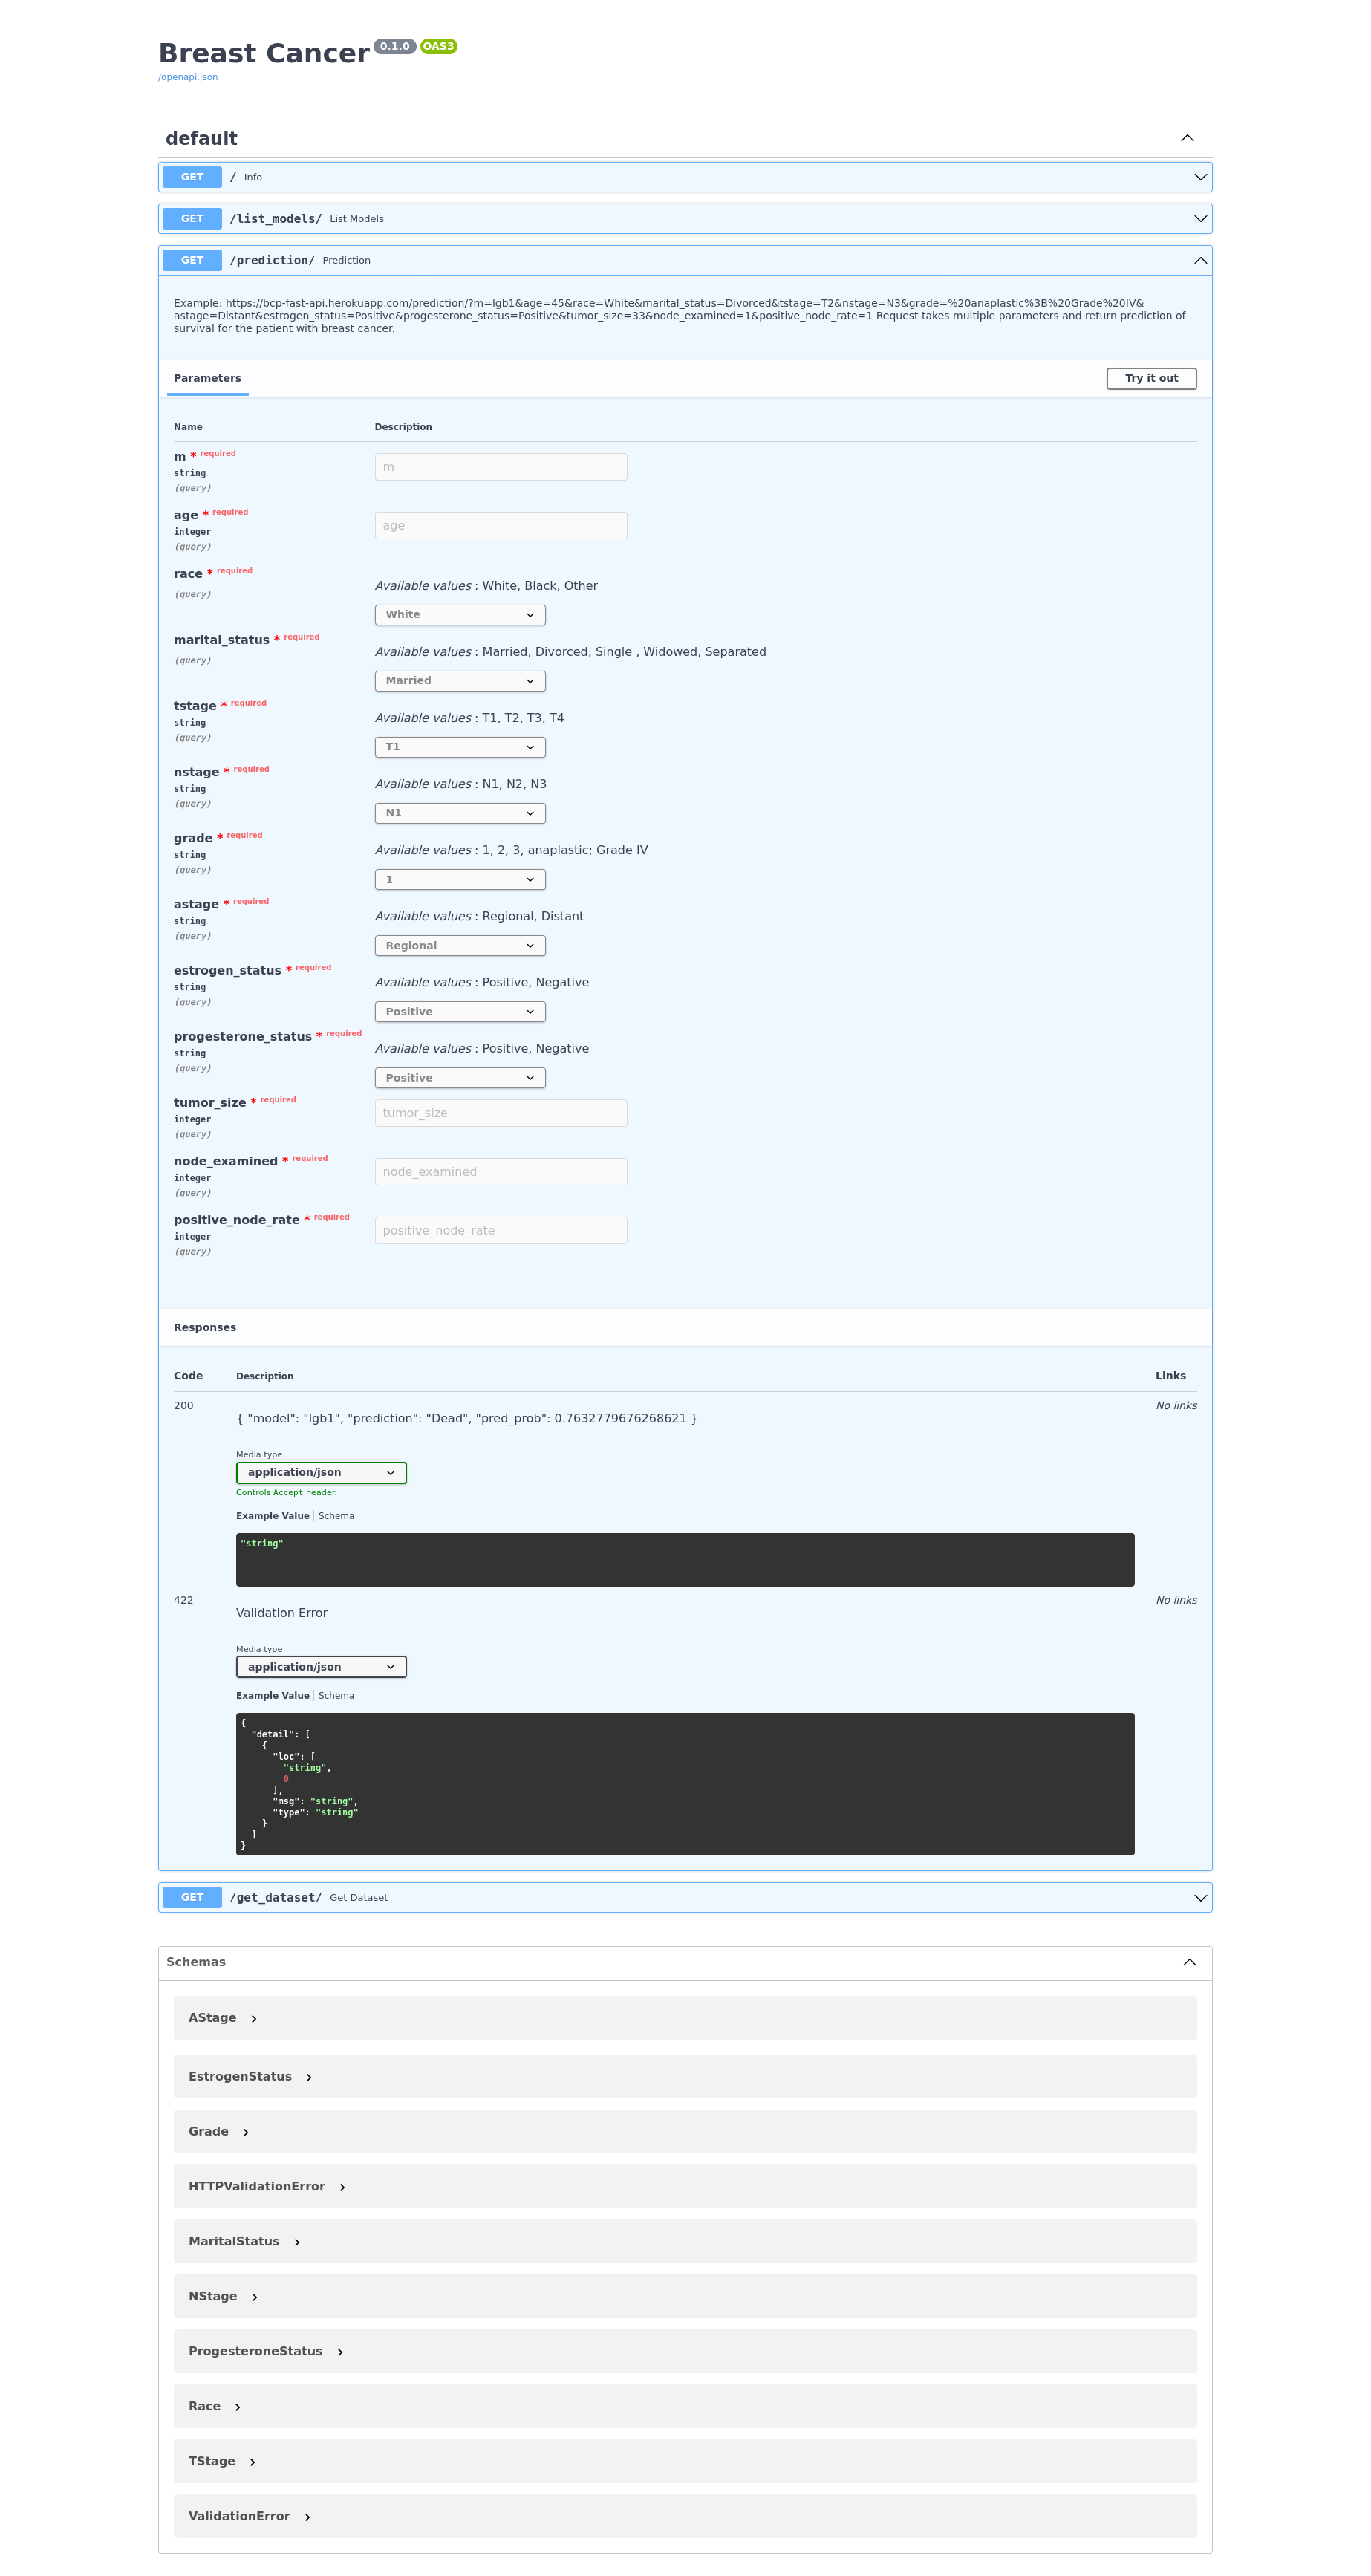 Breast Cancer 0.1.0 OAS3
/openapi.json
default
GET / Info
GET /list_models/ List Models
GET /prediction/ Prediction
Example: https://bcp-fast-api.herokuapp.com/prediction/?m=lgb1&age=45&race=White&marital_status=Divorced&tstage=T2&nstage=N3&grade=%20anaplastic%3B%20Grade%20IV&
astage=Distant&estrogen_status=Positive&progesterone_status=Positive&tumor_size=33&node_examined=1&positive_node_rate=1 Request takes multiple parameters and return prediction of
survival for the patient with breast cancer.
Parameters Try it out
Name Description
m * required
string
(query)
m
age * required
integer
(query)
age
race * required
(query)
Available values : White, Black, Other
White
marital_status * required
(query)
Available values : Married, Divorced, Single , Widowed, Separated
Married
tstage * required
string
(query)
Available values : T1, T2, T3, T4
T1
nstage * required
string
(query)
Available values : N1, N2, N3
N1
grade * required
string
(query)
Available values : 1, 2, 3, anaplastic; Grade IV
1
astage * required
string
(query)
Available values : Regional, Distant
Regional
estrogen_status * required
string
(query)
Available values : Positive, Negative
Positive
progesterone_status * required
string
(query)
Available values : Positive, Negative
Positive
tumor_size * required
integer
(query)
tumor_size
node_examined * required
integer
(query)
node_examined
positive_node_rate * required
integer
(query)
positive_node_rate
Responses
Code Description Links
200 No links
{ "model": "lgb1", "prediction": "Dead", "pred_prob": 0.7632779676268621 }
Media type
application/json
Controls Accept header.
Example Value Schema
"string"
422 No links
Validation Error
Media type
application/json
Example Value Schema
{
"detail": [
{
"loc": [
"string",
0
],
"msg": "string",
"type": "string"
}
]
}
GET /get_dataset/ Get Dataset
Schemas
AStage
EstrogenStatus
Grade
HTTPValidationError
MaritalStatus
NStage
ProgesteroneStatus
Race
TStage
ValidationError